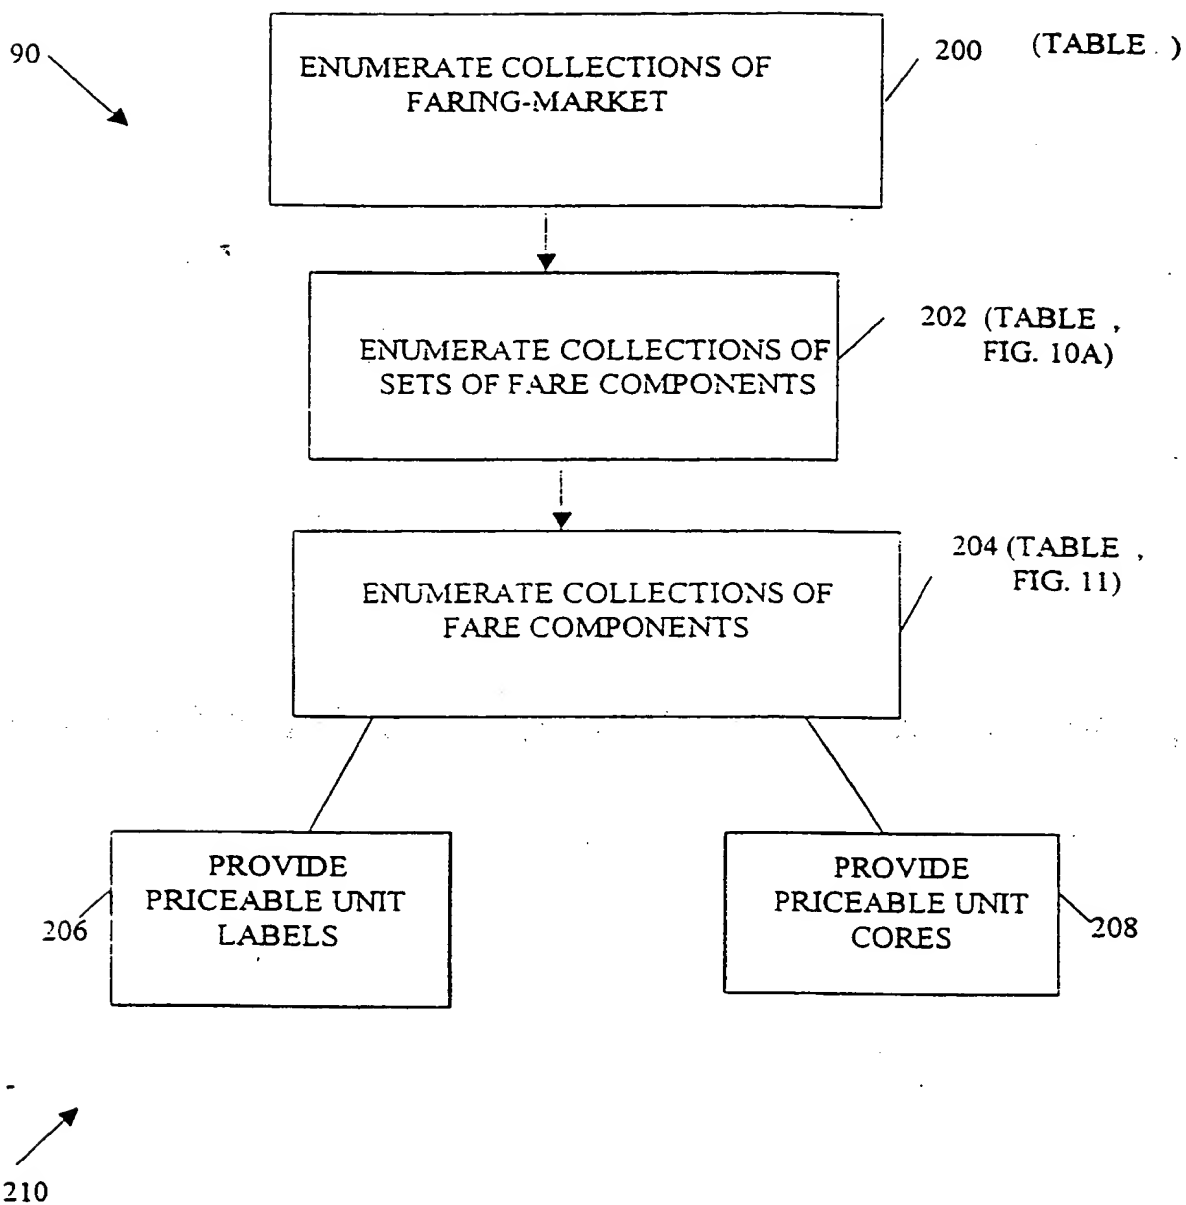 90
ENUMERATE COLLECTIONS OF
FARING-MARKET
200 (TABLE )
ENUMERATE COLLECTIONS OF
SETS OF FARE COMPONENTS
202 (TABLE ,
FIG. 10A)
ENUMERATE COLLECTIONS OF
FARE COMPONENTS
204 (TABLE ,
FIG. 11)
PROVIDE
PRICEABLE UNIT
LABELS
206
PROVIDE
PRICEABLE UNIT
CORES
208
210